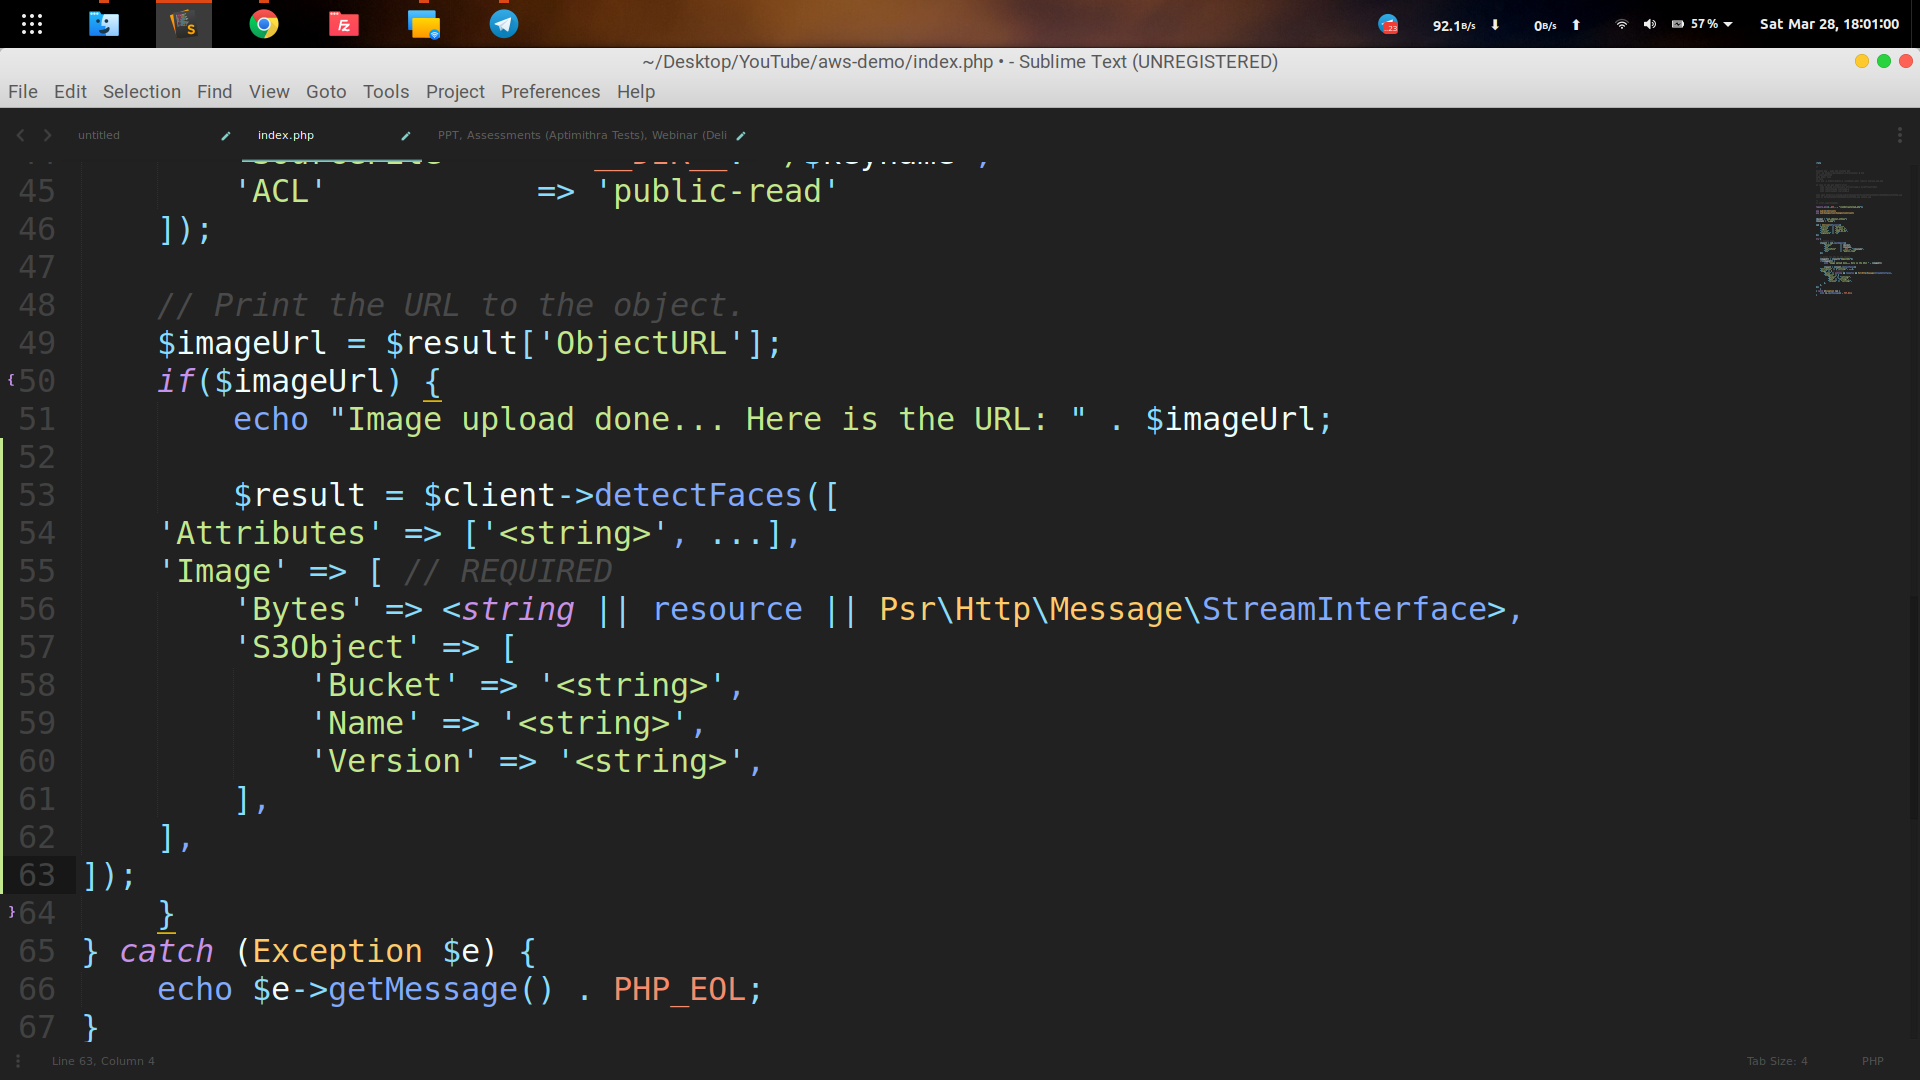 92.1B/s
0B/s
57 %
Sat Mar 28, 18:01:00
~/Desktop/YouTube/aws-demo/index.php • - Sublime Text (UNREGISTERED)
File Edit Selection Find View Goto Tools Project Preferences Help
untitled
index.php
PPT, Assessments (Aptimithra Tests), Webinar (Deli
45 'ACL' => 'public-read'
46 ]);
47
48 // Print the URL to the object.
49 $imageUrl = $result['ObjectURL'];
50 if($imageUrl) {
51 echo "Image upload done... Here is the URL: " . $imageUrl;
52
53 $result = $client->detectFaces([
54 'Attributes' => ['<string>', ...],
55 'Image' => [ // REQUIRED
56 'Bytes' => <string || resource || Psr\Http\Message\StreamInterface>,
57 'S3Object' => [
58 'Bucket' => '<string>',
59 'Name' => '<string>',
60 'Version' => '<string>',
61 ],
62 ],
63 ]);
64 }
65 } catch (Exception $e) {
66 echo $e->getMessage() . PHP_EOL;
67 }
Line 63, Column 4
Tab Size: 4
PHP